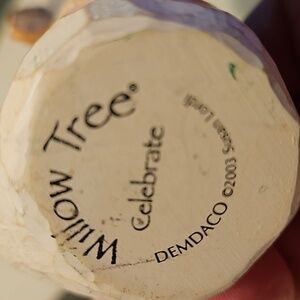 Willow Tree®
Celebrate
DEMDACO ©2003 Susan Lordi